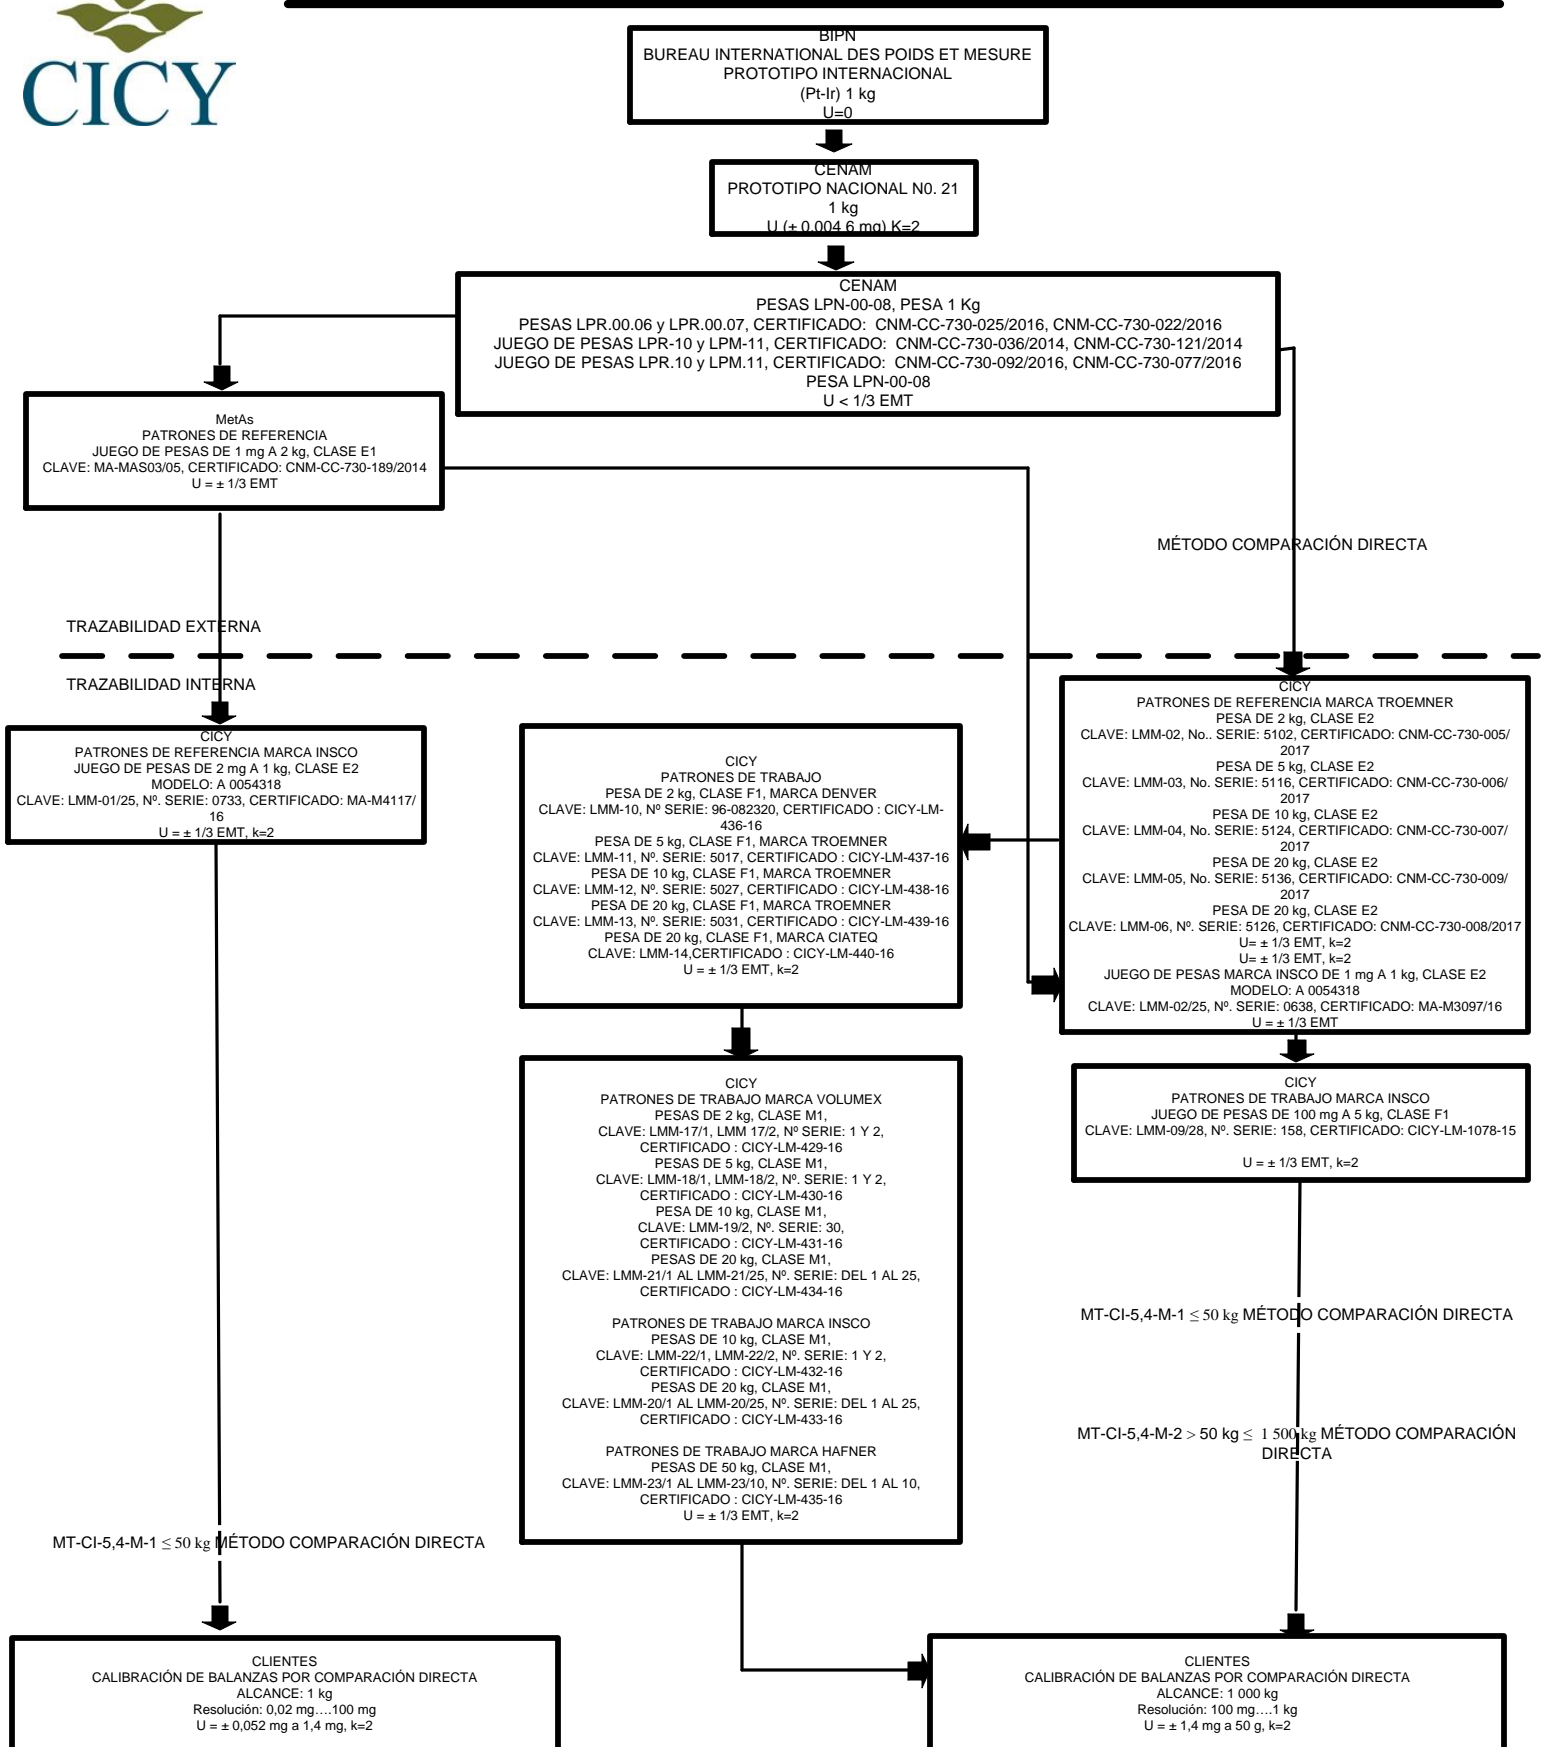 CICY
BIPN
BUREAU INTERNATIONAL DES POIDS ET MESURE
PROTOTIPO INTERNACIONAL
(Pt-Ir) 1 kg
U=0
CENAM
PROTOTIPO NACIONAL N0. 21
1 kg
U (± 0.004 6 mg) K=2
CENAM
PESAS LPN-00-08, PESA 1 Kg
PESAS LPR.00.06 y LPR.00.07, CERTIFICADO: CNM-CC-730-025/2016, CNM-CC-730-022/2016
JUEGO DE PESAS LPR-10 y LPM-11, CERTIFICADO: CNM-CC-730-036/2014, CNM-CC-730-121/2014
JUEGO DE PESAS LPR.10 y LPM.11, CERTIFICADO: CNM-CC-730-092/2016, CNM-CC-730-077/2016
PESA LPN-00-08
U < 1/3 EMT
MetAs
PATRONES DE REFERENCIA
JUEGO DE PESAS DE 1 mg A 2 kg, CLASE E1
CLAVE: MA-MAS03/05, CERTIFICADO: CNM-CC-730-189/2014
U = ± 1/3 EMT
MÉTODO COMPARACIÓN DIRECTA
TRAZABILIDAD EXTERNA
TRAZABILIDAD INTERNA
CICY
PATRONES DE REFERENCIA MARCA INSCO
JUEGO DE PESAS DE 2 mg A 1 kg, CLASE E2
MODELO: A 0054318
CLAVE: LMM-01/25, Nº. SERIE: 0733, CERTIFICADO: MA-M4117/
16
U = ± 1/3 EMT, k=2
CICY
PATRONES DE TRABAJO
PESA DE 2 kg, CLASE F1, MARCA DENVER
CLAVE: LMM-10, Nº SERIE: 96-082320, CERTIFICADO : CICY-LM-
436-16
PESA DE 5 kg, CLASE F1, MARCA TROEMNER
CLAVE: LMM-11, Nº. SERIE: 5017, CERTIFICADO : CICY-LM-437-16
PESA DE 10 kg, CLASE F1, MARCA TROEMNER
CLAVE: LMM-12, Nº. SERIE: 5027, CERTIFICADO : CICY-LM-438-16
PESA DE 20 kg, CLASE F1, MARCA TROEMNER
CLAVE: LMM-13, Nº. SERIE: 5031, CERTIFICADO : CICY-LM-439-16
PESA DE 20 kg, CLASE F1, MARCA CIATEQ
CLAVE: LMM-14,CERTIFICADO : CICY-LM-440-16
U = ± 1/3 EMT, k=2
CICY
PATRONES DE REFERENCIA MARCA TROEMNER
PESA DE 2 kg, CLASE E2
CLAVE: LMM-02, No.. SERIE: 5102, CERTIFICADO: CNM-CC-730-005/
2017
PESA DE 5 kg, CLASE E2
CLAVE: LMM-03, No. SERIE: 5116, CERTIFICADO: CNM-CC-730-006/
2017
PESA DE 10 kg, CLASE E2
CLAVE: LMM-04, No. SERIE: 5124, CERTIFICADO: CNM-CC-730-007/
2017
PESA DE 20 kg, CLASE E2
CLAVE: LMM-05, No. SERIE: 5136, CERTIFICADO: CNM-CC-730-009/
2017
PESA DE 20 kg, CLASE E2
CLAVE: LMM-06, Nº. SERIE: 5126, CERTIFICADO: CNM-CC-730-008/2017
U= ± 1/3 EMT, k=2
U= ± 1/3 EMT, k=2
JUEGO DE PESAS MARCA INSCO DE 1 mg A 1 kg, CLASE E2
MODELO: A 0054318
CLAVE: LMM-02/25, Nº. SERIE: 0638, CERTIFICADO: MA-M3097/16
U = ± 1/3 EMT
CICY
PATRONES DE TRABAJO MARCA VOLUMEX
PESAS DE 2 kg, CLASE M1,
CLAVE: LMM-17/1, LMM 17/2, Nº SERIE: 1 Y 2,
CERTIFICADO : CICY-LM-429-16
PESAS DE 5 kg, CLASE M1,
CLAVE: LMM-18/1, LMM-18/2, Nº. SERIE: 1 Y 2,
CERTIFICADO : CICY-LM-430-16
PESA DE 10 kg, CLASE M1,
CLAVE: LMM-19/2, Nº. SERIE: 30,
CERTIFICADO : CICY-LM-431-16
PESAS DE 20 kg, CLASE M1,
CLAVE: LMM-21/1 AL LMM-21/25, Nº. SERIE: DEL 1 AL 25,
CERTIFICADO : CICY-LM-434-16
PATRONES DE TRABAJO MARCA INSCO
PESAS DE 10 kg, CLASE M1,
CLAVE: LMM-22/1, LMM-22/2, Nº. SERIE: 1 Y 2,
CERTIFICADO : CICY-LM-432-16
PESAS DE 20 kg, CLASE M1,
CLAVE: LMM-20/1 AL LMM-20/25, Nº. SERIE: DEL 1 AL 25,
CERTIFICADO : CICY-LM-433-16
PATRONES DE TRABAJO MARCA HAFNER
PESAS DE 50 kg, CLASE M1,
CLAVE: LMM-23/1 AL LMM-23/10, Nº. SERIE: DEL 1 AL 10,
CERTIFICADO : CICY-LM-435-16
U = ± 1/3 EMT, k=2
CICY
PATRONES DE TRABAJO MARCA INSCO
JUEGO DE PESAS DE 100 mg A 5 kg, CLASE F1
CLAVE: LMM-09/28, Nº. SERIE: 158, CERTIFICADO: CICY-LM-1078-15
U = ± 1/3 EMT, k=2
MT-CI-5,4-M-1 ≤ 50 kg MÉTODO COMPARACIÓN DIRECTA
MT-CI-5,4-M-2 > 50 kg ≤ 1 500 kg MÉTODO COMPARACIÓN
DIRECTA
MT-CI-5,4-M-1 ≤ 50 kg MÉTODO COMPARACIÓN DIRECTA
CLIENTES
CALIBRACIÓN DE BALANZAS POR COMPARACIÓN DIRECTA
ALCANCE: 1 kg
Resolución: 0,02 mg….100 mg
U = ± 0,052 mg a 1,4 mg, k=2
CLIENTES
CALIBRACIÓN DE BALANZAS POR COMPARACIÓN DIRECTA
ALCANCE: 1 000 kg
Resolución: 100 mg….1 kg
U = ± 1,4 mg a 50 g, k=2